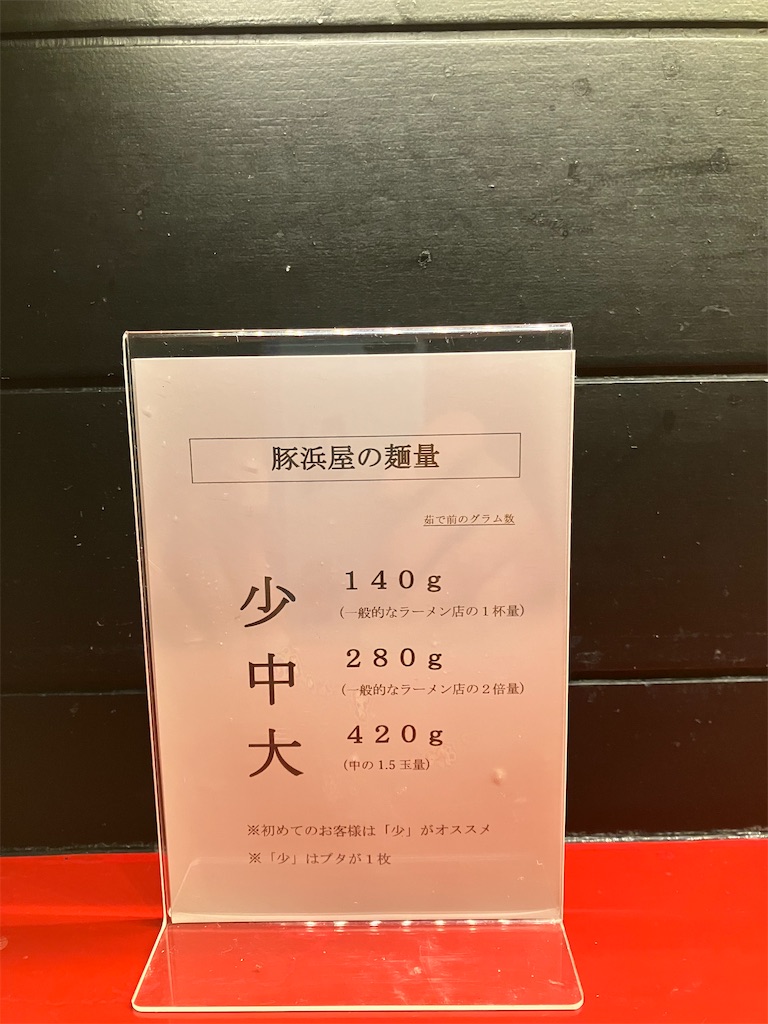 豚浜屋の麺量
茹で前のグラム数
少 140g
(一般的なラーメン店の1杯量)
中 280g
(一般的なラーメン店の2倍量)
大 420g
(中の1.5玉量)
※初めてのお客様は「少」がオススメ
※「少」はブタが1枚